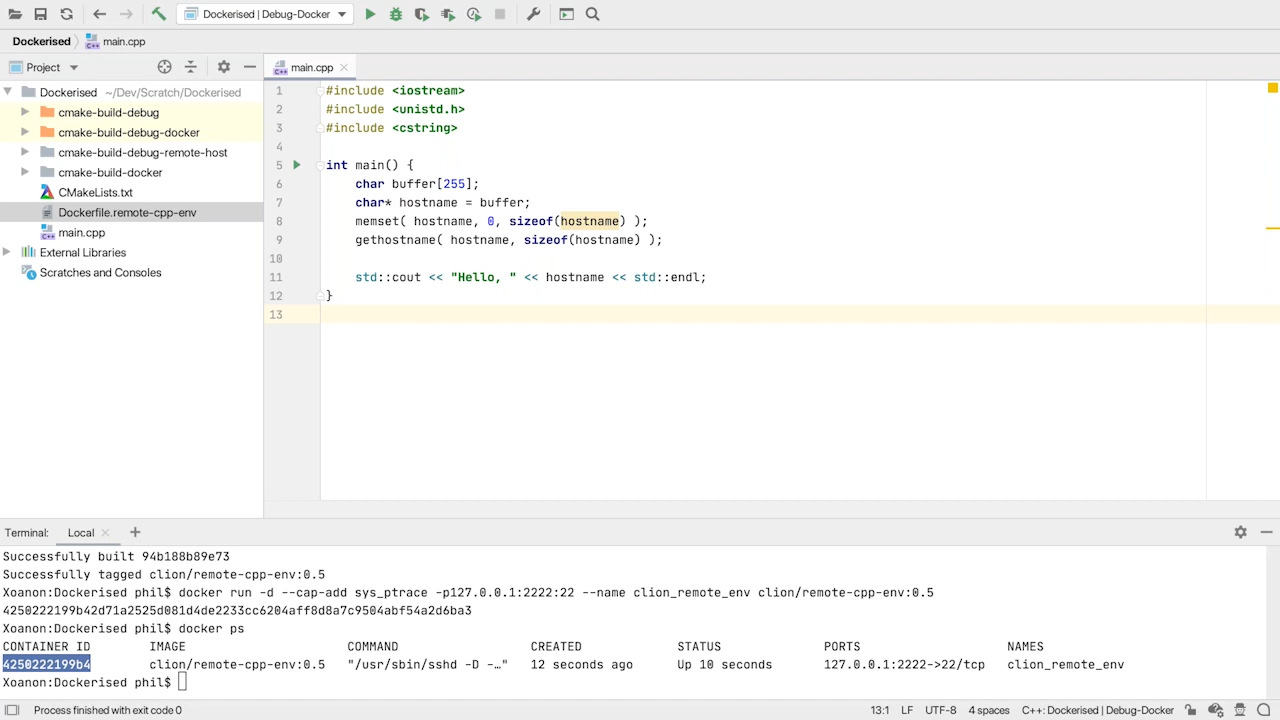 Dockerised | Debug-Docker
Dockerised
main.cpp
Project
main.cpp
Dockerised ~/Dev/Scratch/Dockerised
cmake-build-debug
cmake-build-debug-docker
cmake-build-debug-remote-host
cmake-build-docker
CMakeLists.txt
Dockerfile.remote-cpp-env
main.cpp
External Libraries
Scratches and Consoles
1 #include <iostream>
2 #include <unistd.h>
3 #include <cstring>
4
5 int main() {
6 char buffer[255];
7 char* hostname = buffer;
8 memset( hostname, 0, sizeof(hostname) );
9 gethostname( hostname, sizeof(hostname) );
10
11 std::cout << "Hello, " << hostname << std::endl;
12 }
13
Terminal: Local
Successfully built 94b188b89e73
Successfully tagged clion/remote-cpp-env:0.5
Xoanon:Dockerised phil$ docker run -d --cap-add sys_ptrace -p127.0.0.1:2222:22 --name clion_remote_env clion/remote-cpp-env:0.5
4250222199b42d71a2525d081d4de2233cc6204aff8d8a7c9504abf54a2d6ba3
Xoanon:Dockerised phil$ docker ps
CONTAINER ID IMAGE COMMAND CREATED STATUS PORTS NAMES
4250222199b4 clion/remote-cpp-env:0.5 "/usr/sbin/sshd -D -…" 12 seconds ago Up 10 seconds 127.0.0.1:2222->22/tcp clion_remote_env
Xoanon:Dockerised phil$
Process finished with exit code 0
13:1 LF UTF-8 4 spaces C++: Dockerised | Debug-Docker